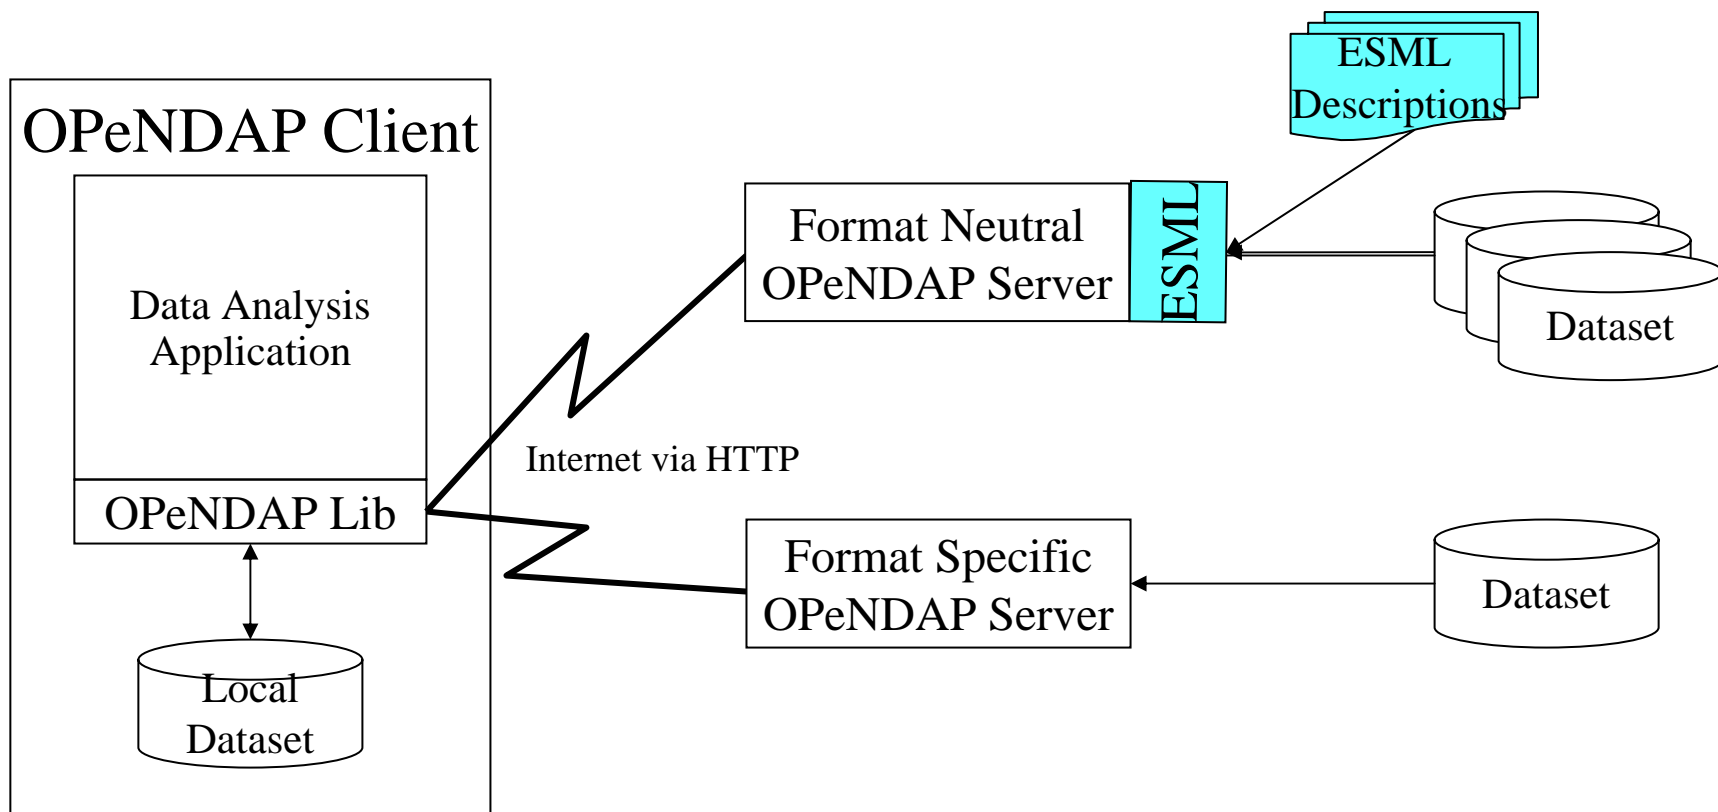 OPeNDAP Client
Data Analysis
Application
OPeNDAP Lib
Local
Dataset
Internet via HTTP
Format Neutral
OPeNDAP Server
ESML
ESML
Descriptions
Dataset
Format Specific
OPeNDAP Server
Dataset